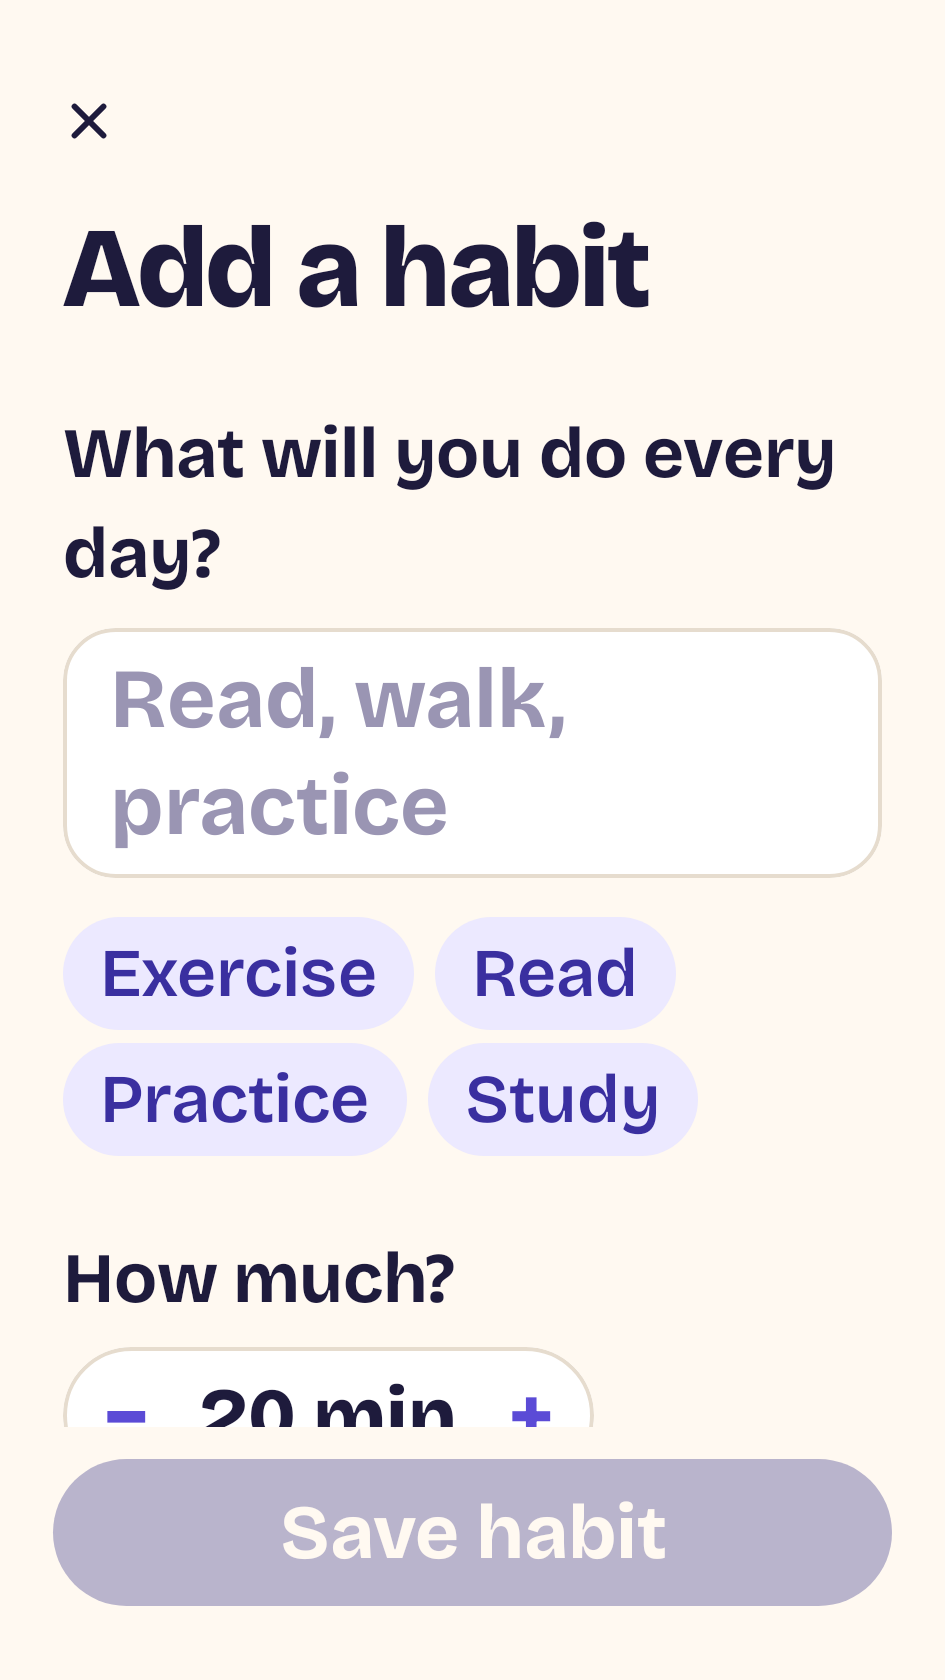 Add a habit
What will you do every
day?
Read, walk,
practice
Exercise Read
Practice Study
How much?
− 20 min +
Save habit